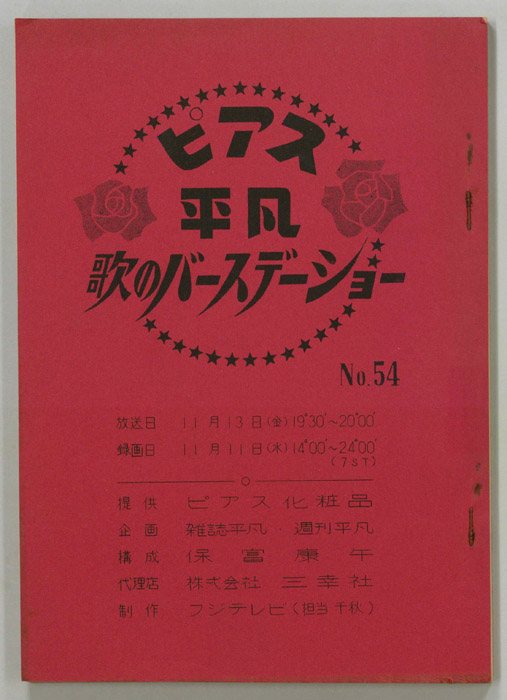 ピアス
平凡
歌のバースデーショー
No.54
放送日 11月13日(金)19°30'~20°00'
録画日 11月11日(水)14°00'~24°00'
(7ST)
提供 ピアス化粧品
企画 雑誌平凡 週刊平凡
構成 保富康午
代理店 株式会社 三幸社
制作 フジテレビ(担当.千秋)